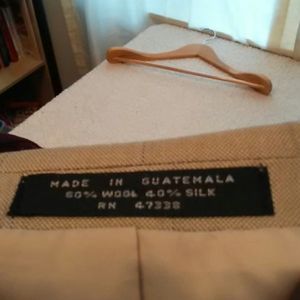 MADE IN GUATEMALA
60% WOOL 40% SILK
RN 47338